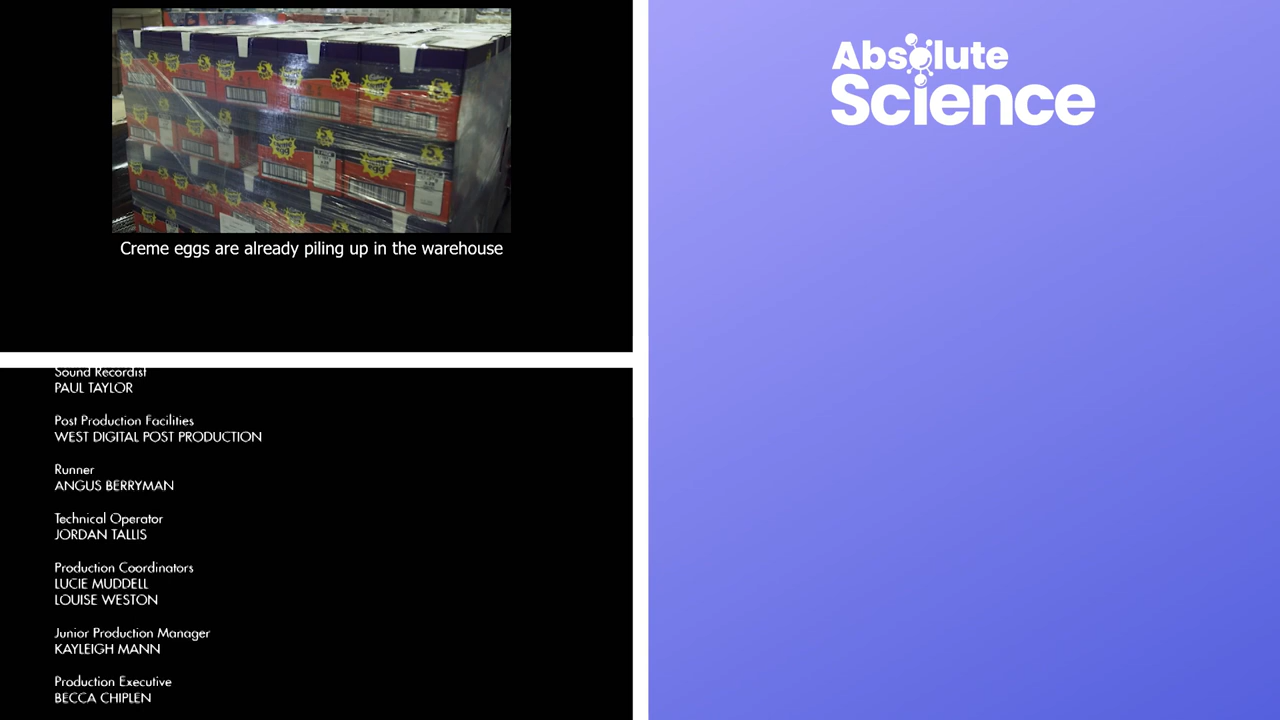 Creme eggs are already piling up in the warehouse
Sound Recordist
PAUL TAYLOR
Post Production Facilities
WEST DIGITAL POST PRODUCTION
Runner
ANGUS BERRYMAN
Technical Operator
JORDAN TALLIS
Production Coordinators
LUCIE MUDDELL
LOUISE WESTON
Junior Production Manager
KAYLEIGH MANN
Production Executive
BECCA CHIPLEN
Absolute
Science